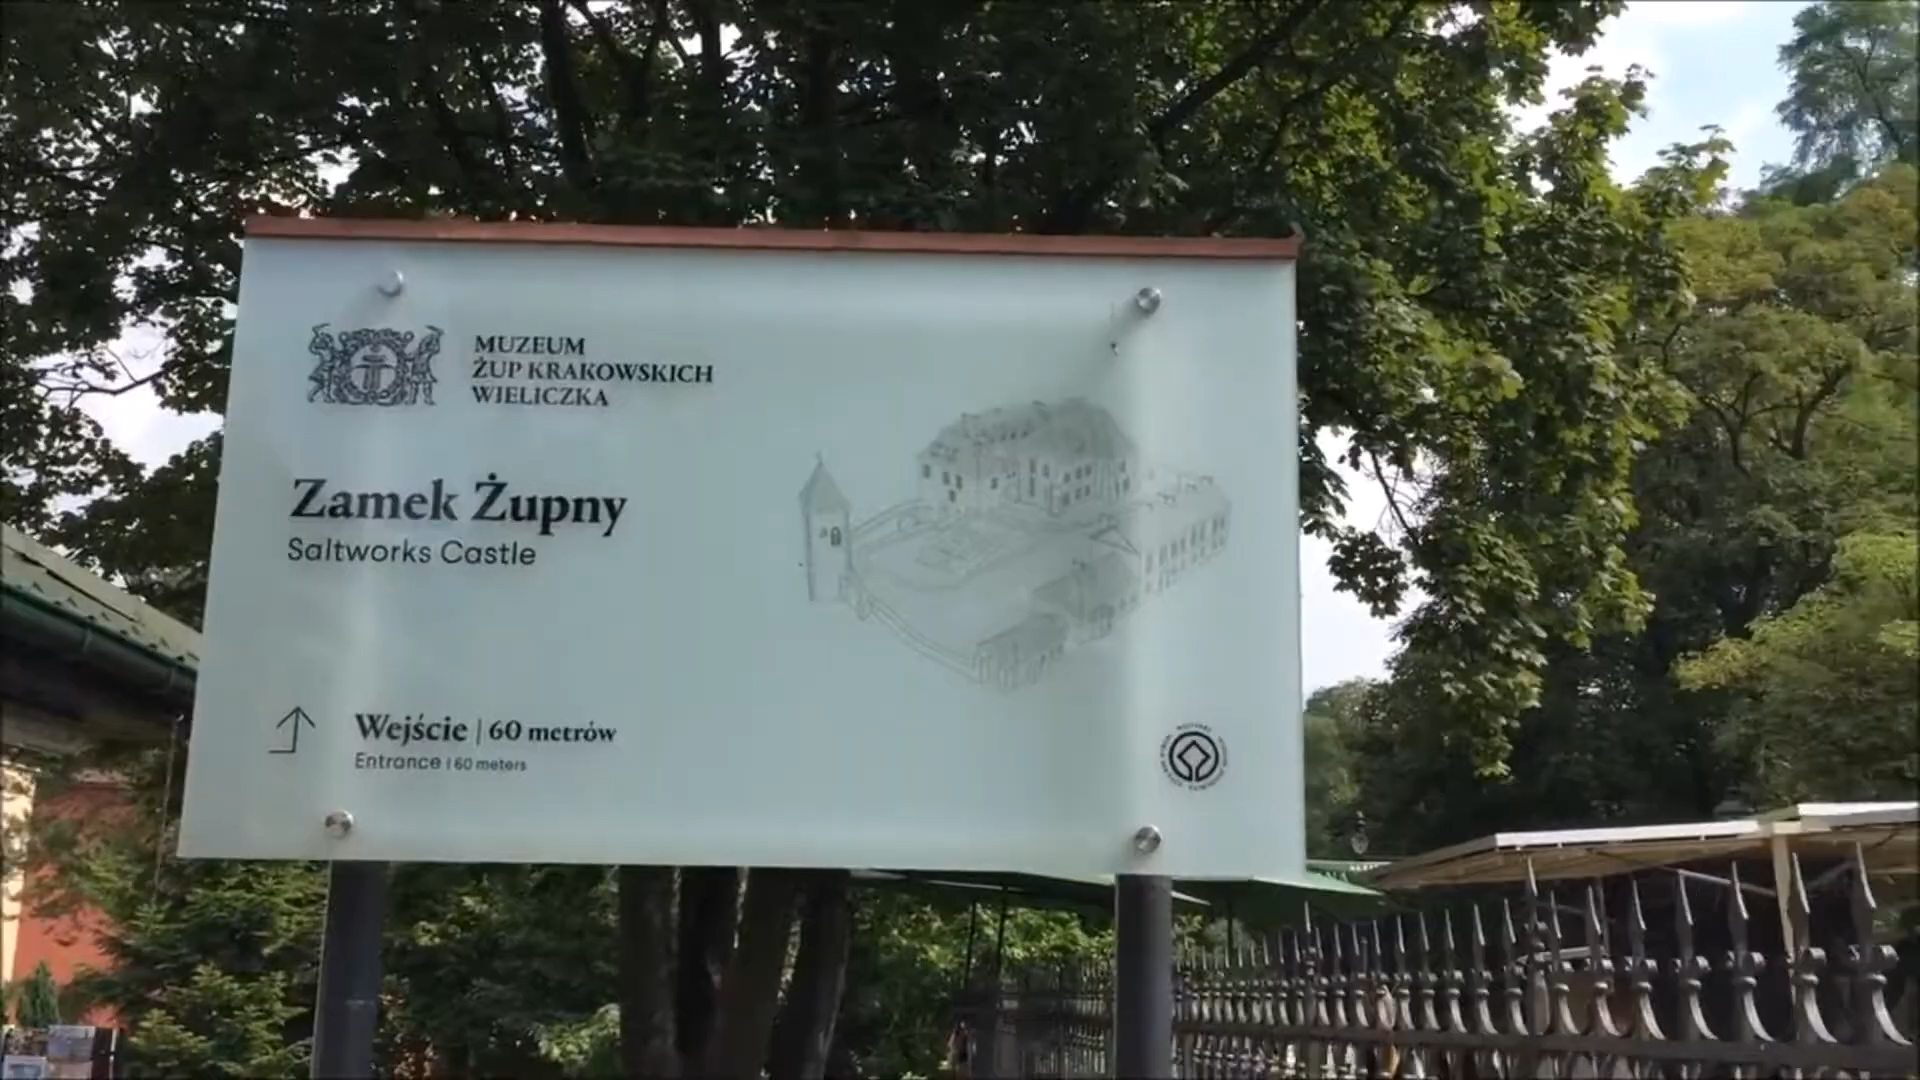 MUZEUM
ŻUP KRAKOWSKICH
WIELICZKA
Zamek Żupny
Saltworks Castle
Wejście | 60 metrów
Entrance | 60 meters